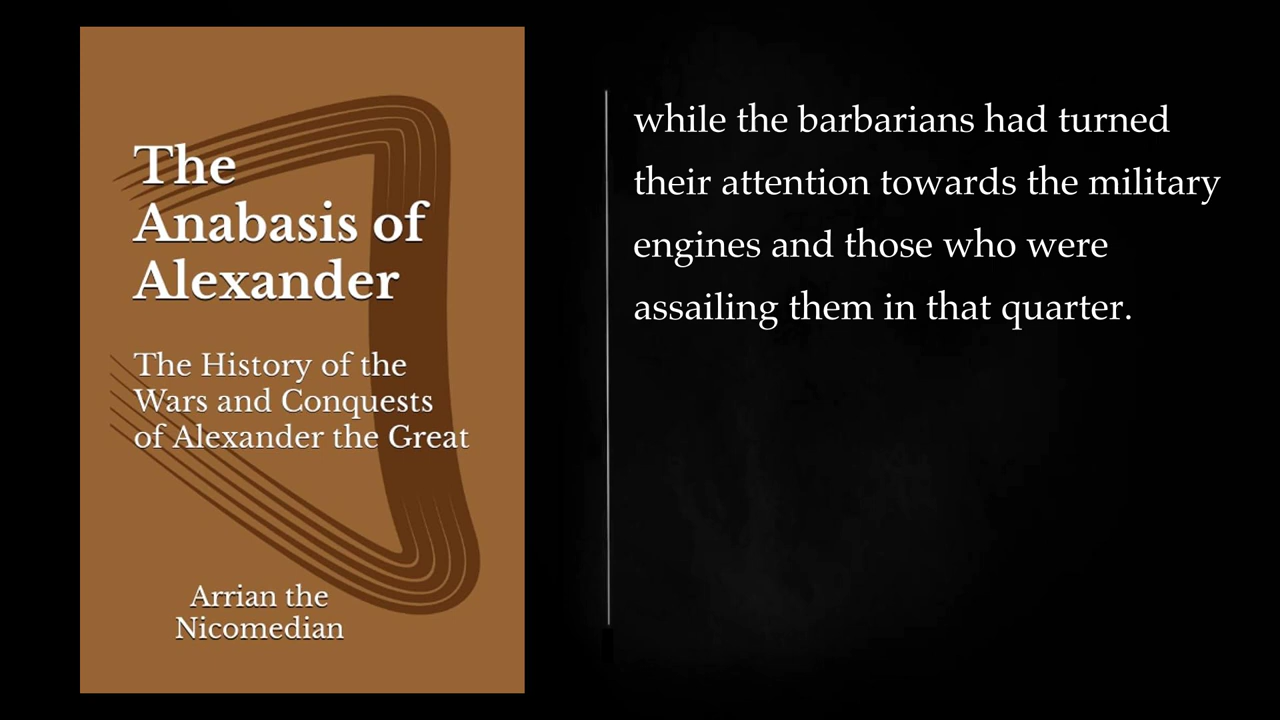 The
Anabasis of
Alexander
The History of the
Wars and Conquests
of Alexander the Great
Arrian the
Nicomedian
while the barbarians had turned
their attention towards the military
engines and those who were
assailing them in that quarter.